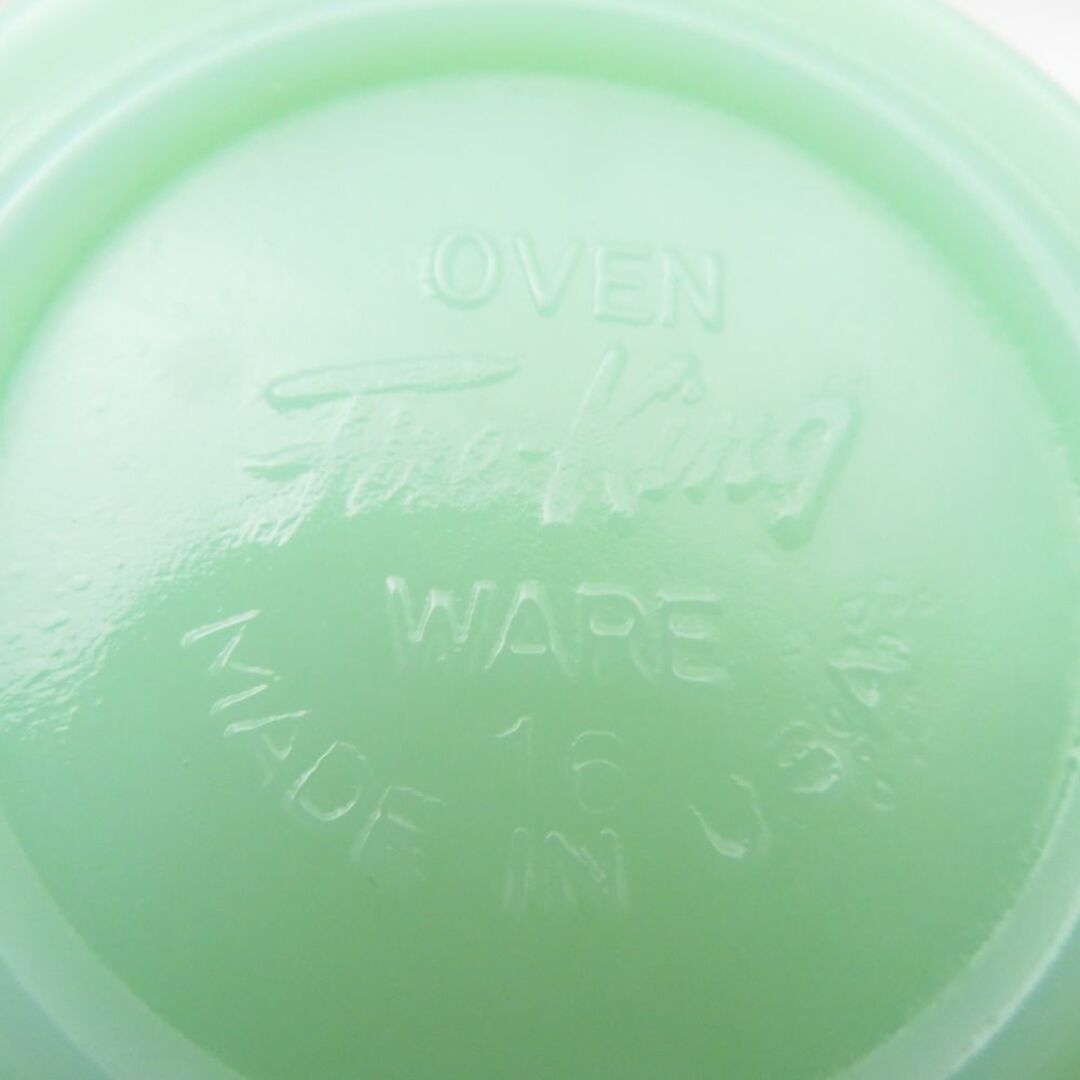 OVEN
Fire-King
WARE
16
MADE IN U.S.A.